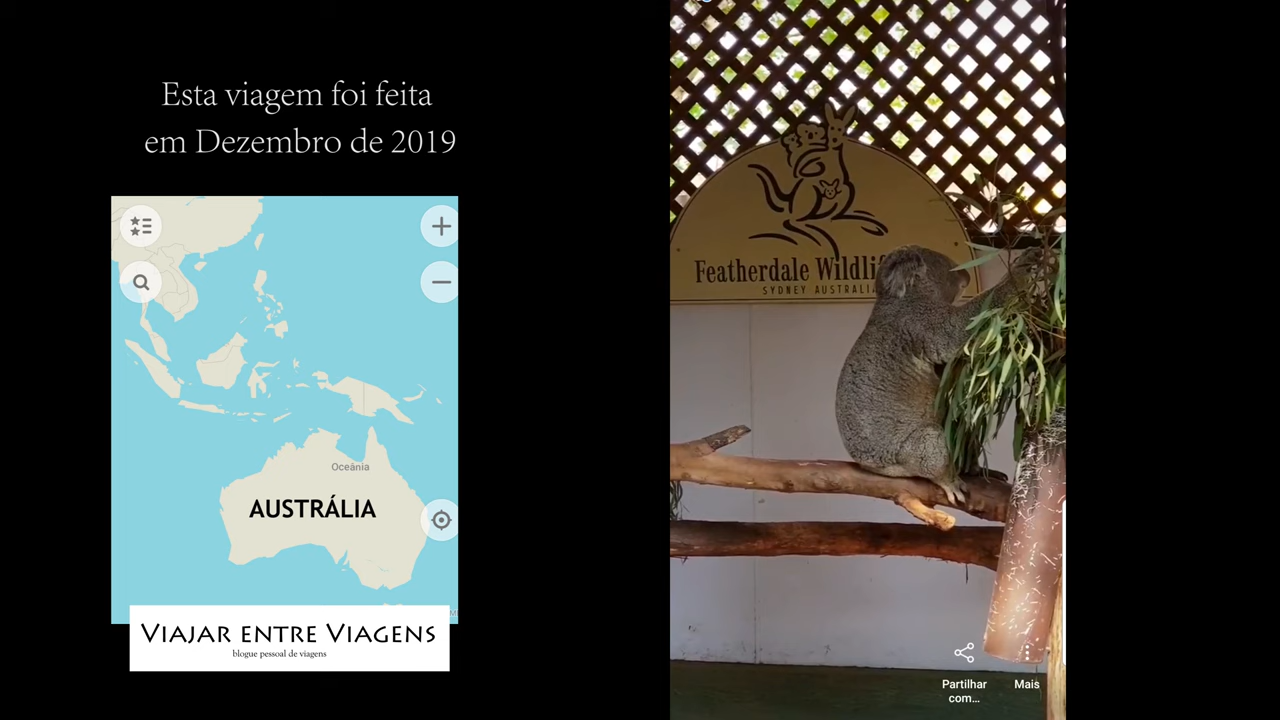 Esta viagem foi feita
em Dezembro de 2019
Oceânia
AUSTRÁLIA
VIAJAR ENTRE VIAGENS
blogue pessoal de viagens
Featherdale Wildli
SYDNEY AUSTRALIA
Partilhar
com...
Mais